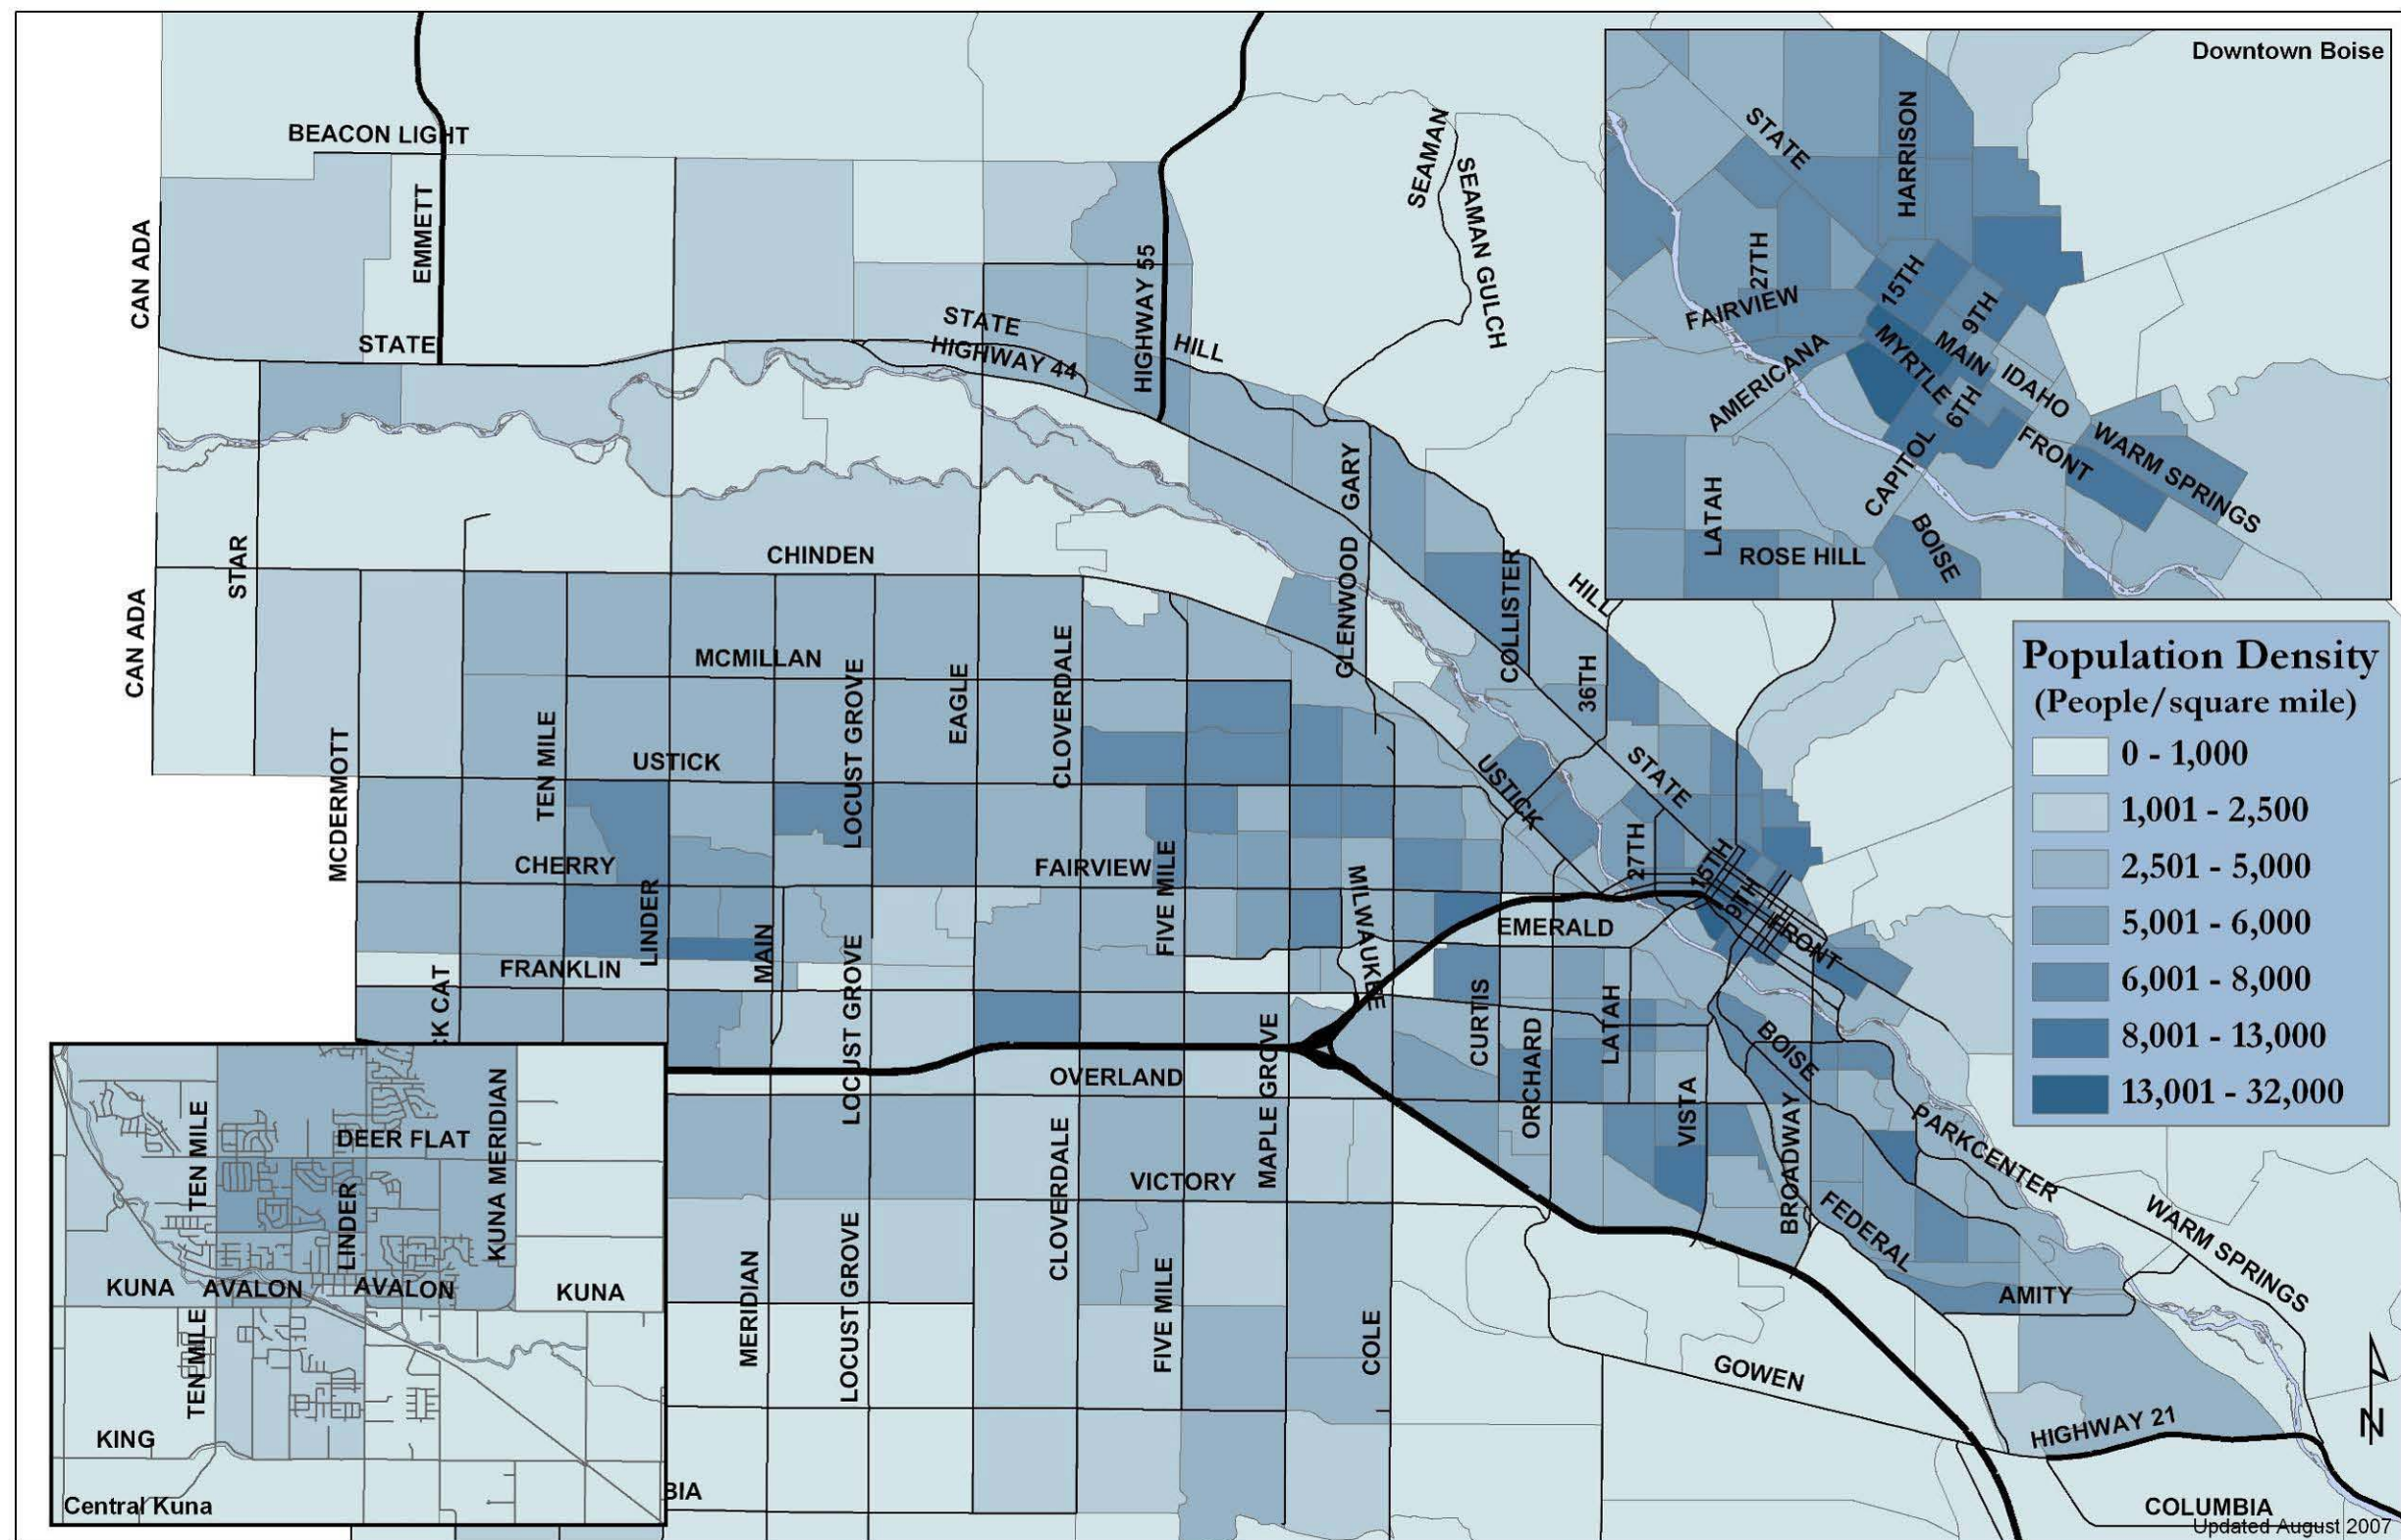 Downtown Boise
STATE
HARRISON
27TH
15TH
9TH
FAIRVIEW
MYRTLE
MAIN
IDAHO
AMERICANA
6TH
FRONT
WARM SPRINGS
CAPITOL
LATAH
ROSE HILL
BOISE
BEACON LIGHT
EMMETT
CAN ADA
STATE
STATE
HIGHWAY 44
HIGHWAY 55
HILL
SEAMAN
SEAMAN GULCH
GARY
GLENWOOD
STAR
CHINDEN
CAN ADA
COLLISTER
HILL
36TH
MCMILLAN
LOCUST GROVE
EAGLE
CLOVERDALE
MCDERMOTT
TEN MILE
USTICK
USTICK
STATE
27TH
15TH
9TH
FRONT
CHERRY
LINDER
MAIN
FAIRVIEW
FIVE MILE
MILWAUKEE
EMERALD
FRANKLIN
CK CAT
LOCUST GROVE
CURTIS
ORCHARD
LATAH
VISTA
BOISE
BROADWAY
PARKCENTER
OVERLAND
MAPLE GROVE
CLOVERDALE
VICTORY
FEDERAL
WARM SPRINGS
AMITY
MERIDIAN
LOCUST GROVE
FIVE MILE
COLE
GOWEN
HIGHWAY 21
BIA
COLUMBIA
Population Density
(People/square mile)
0 - 1,000
1,001 - 2,500
2,501 - 5,000
5,001 - 6,000
6,001 - 8,000
8,001 - 13,000
13,001 - 32,000
TEN MILE
DEER FLAT
KUNA MERIDIAN
LINDER
KUNA
AVALON
AVALON
KUNA
TEN MILE
KING
Central Kuna
N
Updated August 2007